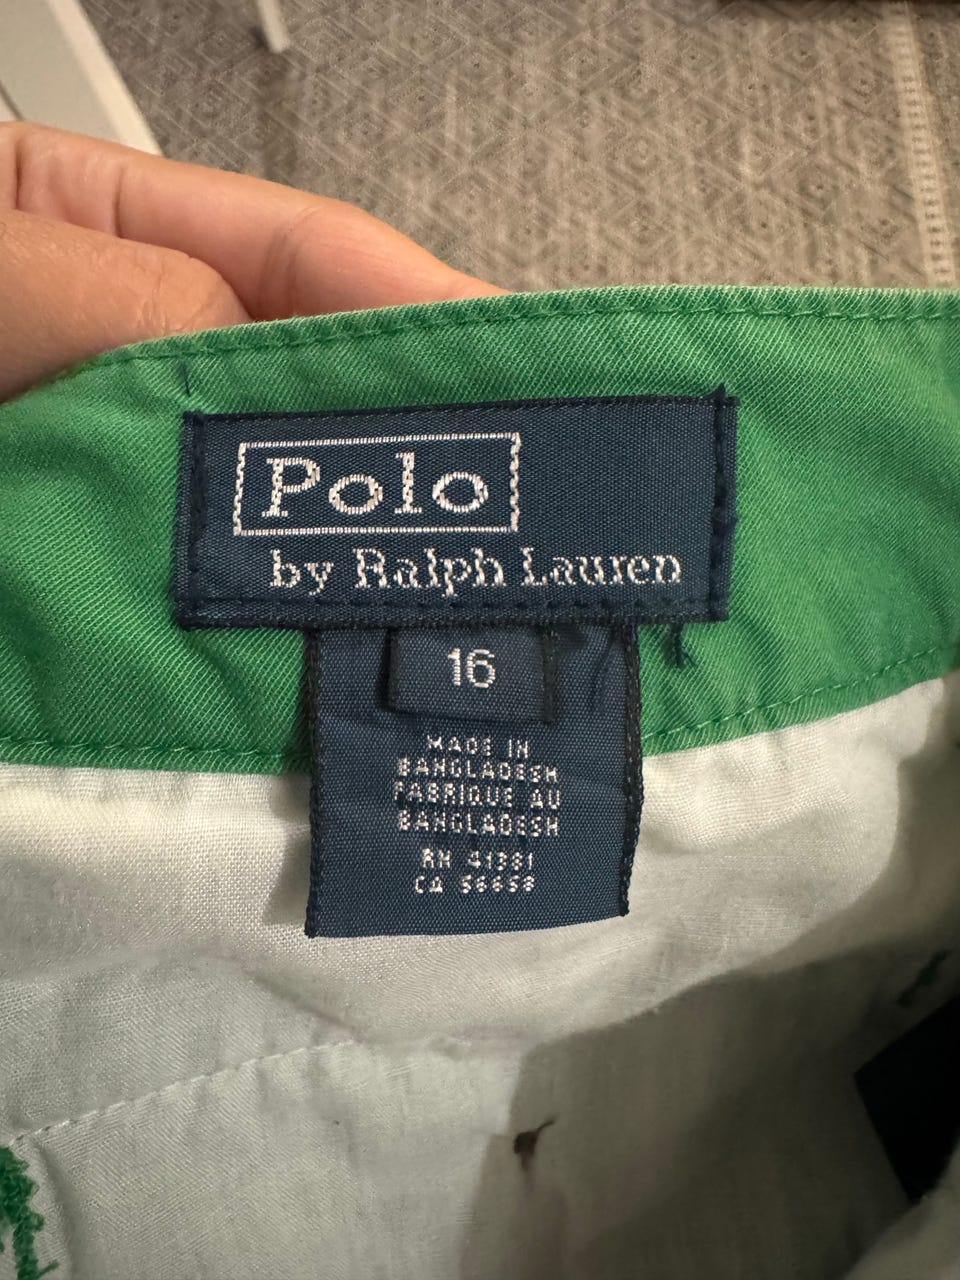 Polo
by Ralph Lauren
16
MADE IN
BANGLADESH
FABRIQUE AU
BANGLADESH
RN 41381
CA 56658